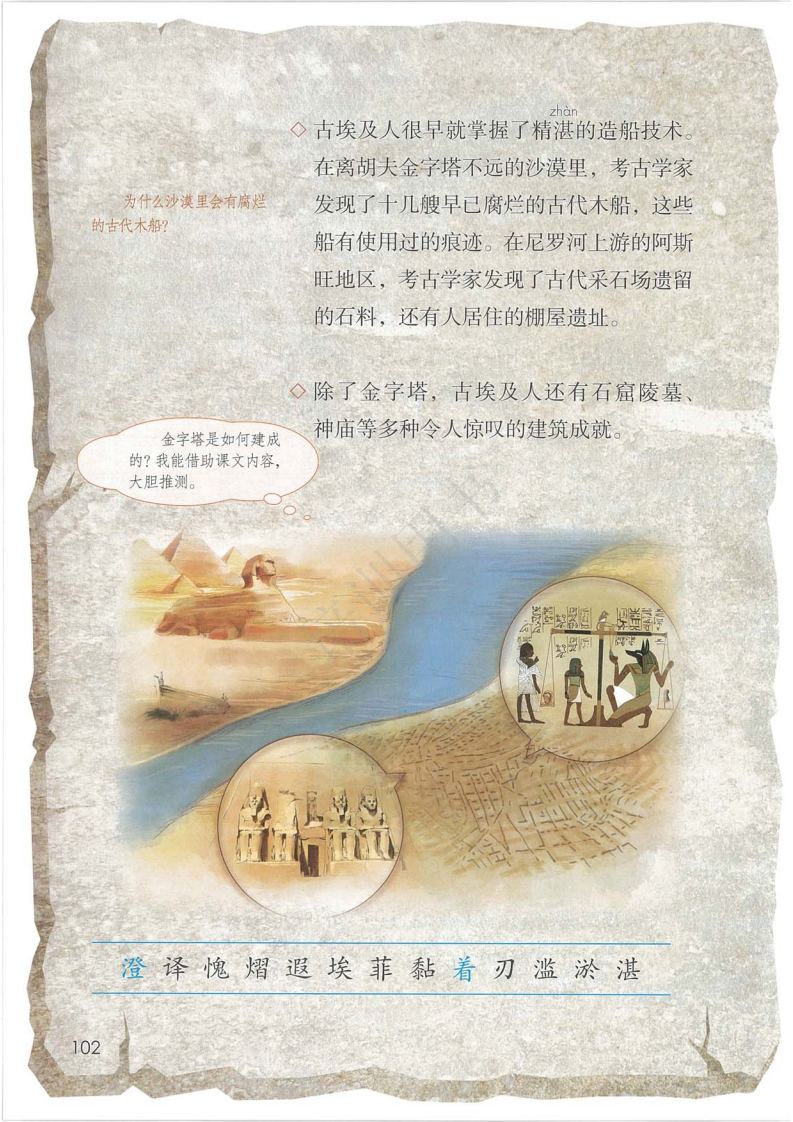 zhàn
◇ 古埃及人很早就掌握了精湛的造船技术。
在离胡夫金字塔不远的沙漠里，考古学家
发现了十几艘早已腐烂的古代木船，这些
船有使用过的痕迹。在尼罗河上游的阿斯
旺地区，考古学家发现了古代采石场遗留
的石料，还有人居住的棚屋遗址。
为什么沙漠里会有腐烂
的古代木船？
◇ 除了金字塔，古埃及人还有石窟陵墓、
神庙等多种令人惊叹的建筑成就。
金字塔是如何建成
的？我能借助课文内容，
大胆推测。
澄 译 愧 熠 遐 埃 菲 黏 着 刃 滥 淤 湛
102